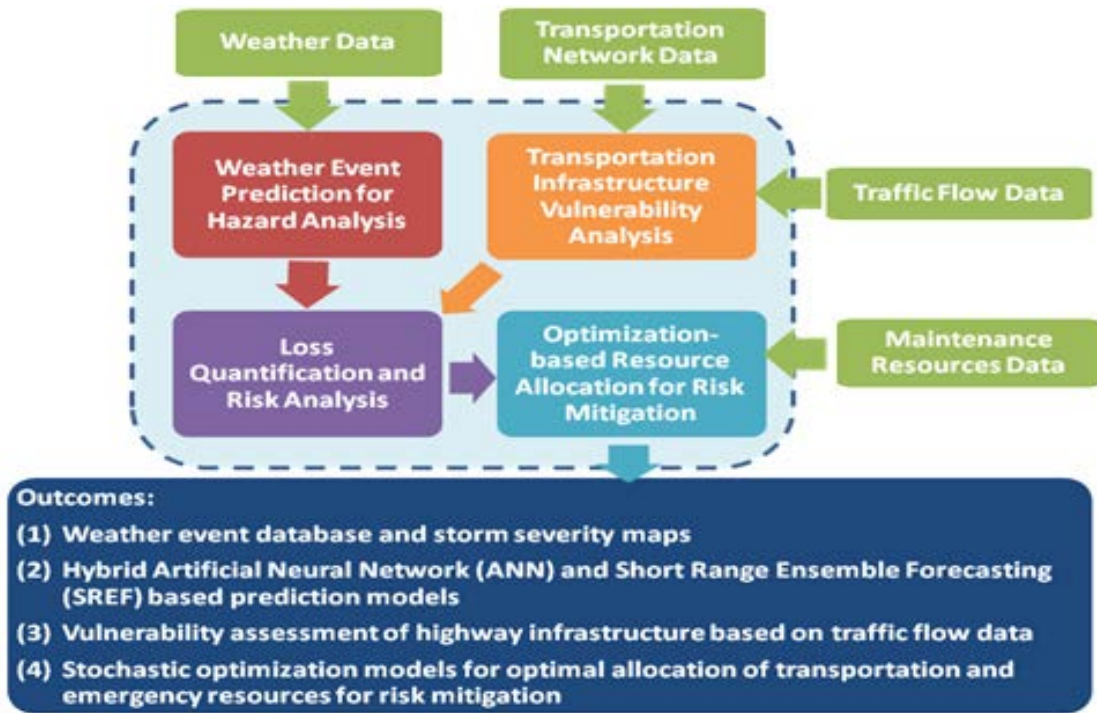 Weather Data
Transportation
Network Data
Weather Event
Prediction for
Hazard Analysis
Transportation
Infrastructure
Vulnerability
Analysis
Traffic Flow Data
Loss
Quantification and
Risk Analysis
Optimization-
based Resource
Allocation for Risk
Mitigation
Maintenance
Resources Data
Outcomes:
(1) Weather event database and storm severity maps
(2) Hybrid Artificial Neural Network (ANN) and Short Range Ensemble Forecasting
(SREF) based prediction models
(3) Vulnerability assessment of highway infrastructure based on traffic flow data
(4) Stochastic optimization models for optimal allocation of transportation and
emergency resources for risk mitigation